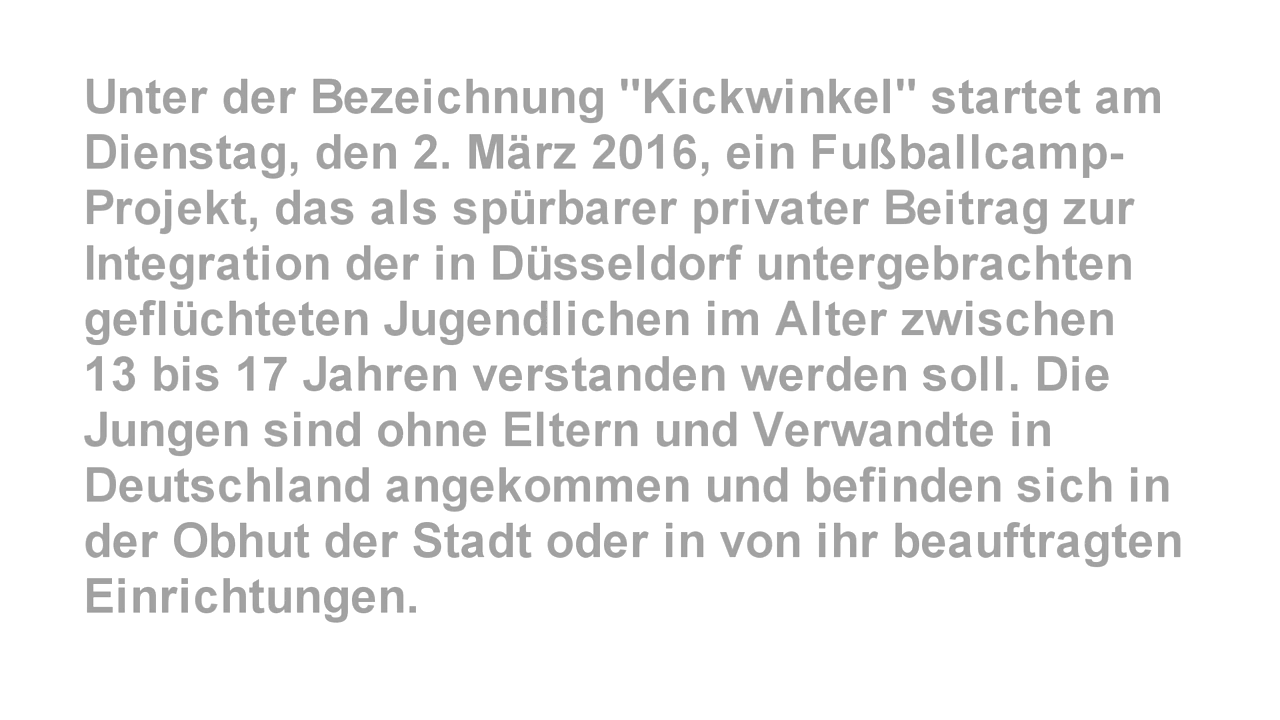 Unter der Bezeichnung "Kickwinkel" startet am
Dienstag, den 2. März 2016, ein Fußballcamp-
Projekt, das als spürbarer privater Beitrag zur
Integration der in Düsseldorf untergebrachten
geflüchteten Jugendlichen im Alter zwischen
13 bis 17 Jahren verstanden werden soll. Die
Jungen sind ohne Eltern und Verwandte in
Deutschland angekommen und befinden sich in
der Obhut der Stadt oder in von ihr beauftragten
Einrichtungen.